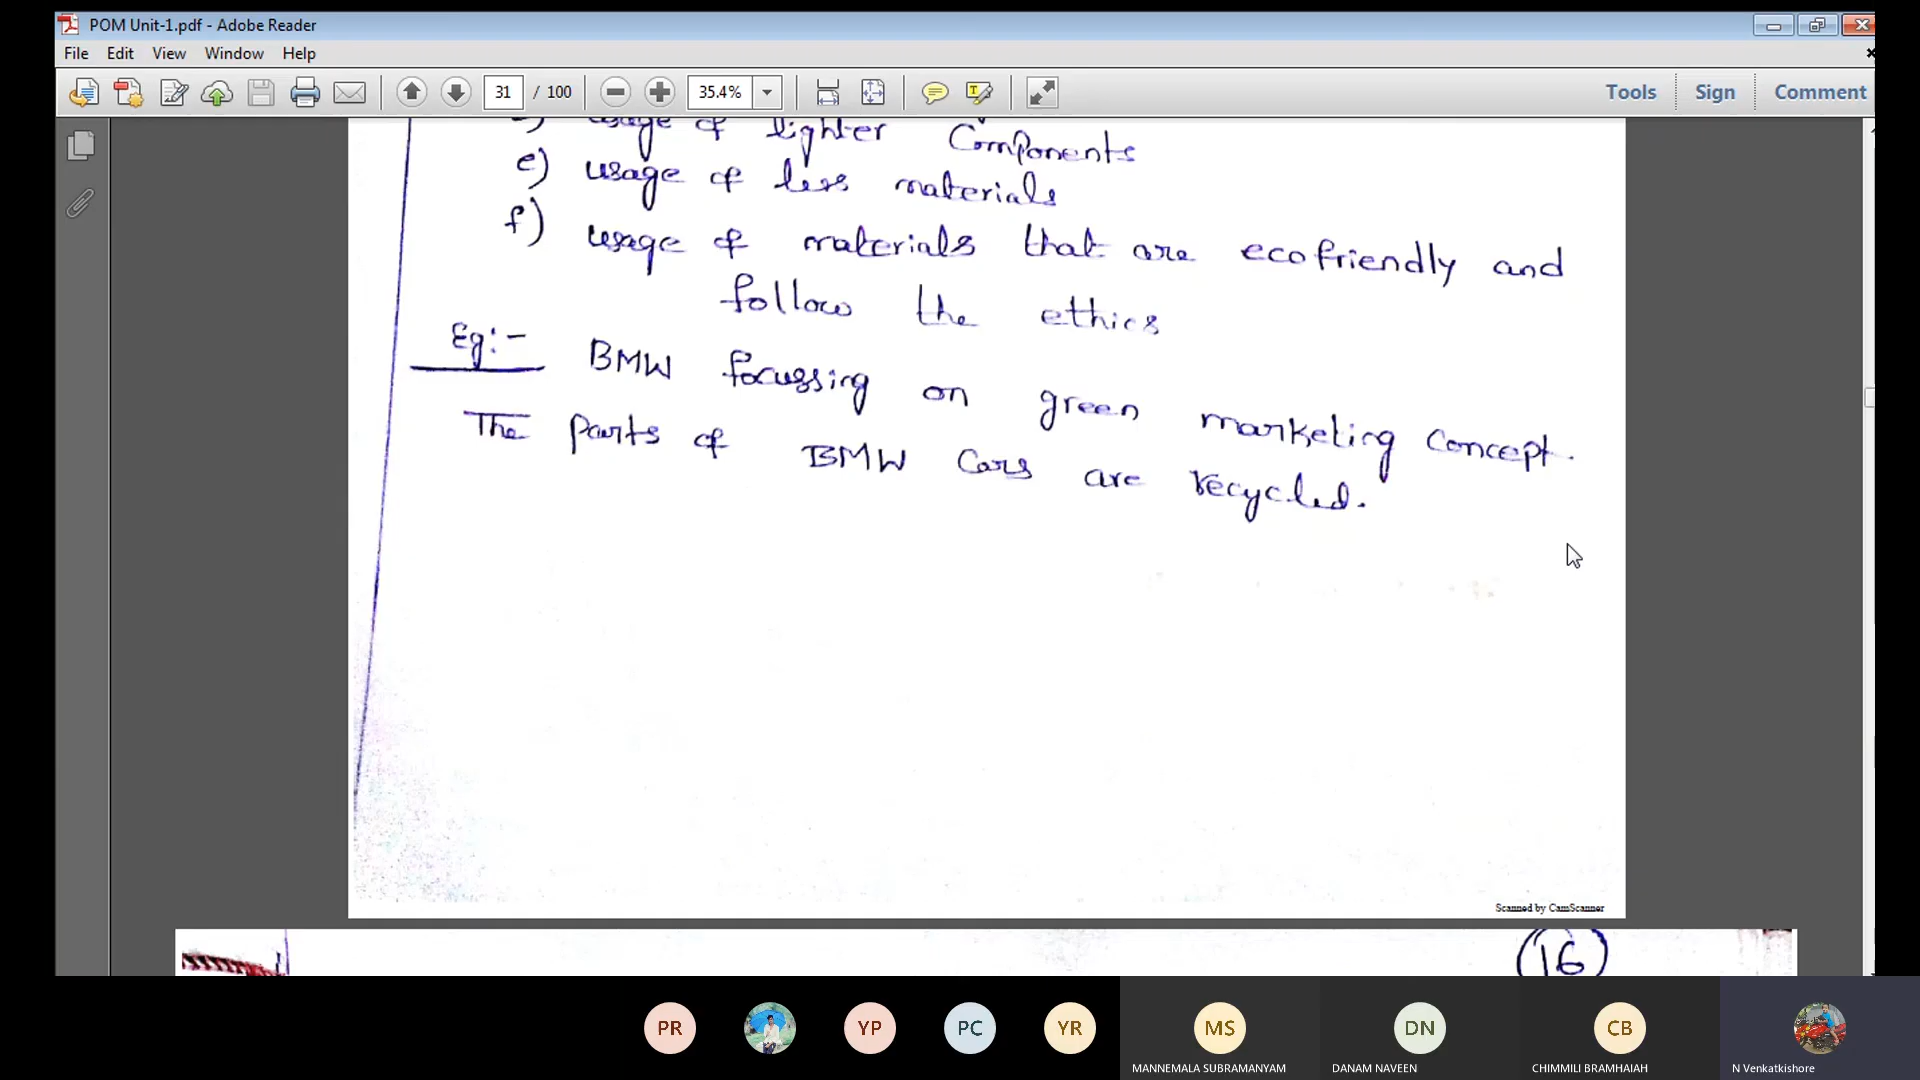 POM Unit-1.pdf - Adobe Reader
File Edit View Window Help
31 / 100 35.4% Tools Sign Comment
usage of lighter Components
e) usage of less materials
f) usage of materials that are ecofriendly and
follow the ethics
Eg:- BMW focussing on green marketing concept.
The parts of BMW Cars are recycled.
Scanned by CamScanner
16
PR YP PC YR MS DN CB
MANNEMALA SUBRAMANYAM DANAM NAVEEN CHIMMILI BRAMHAIAH N Venkatkishore